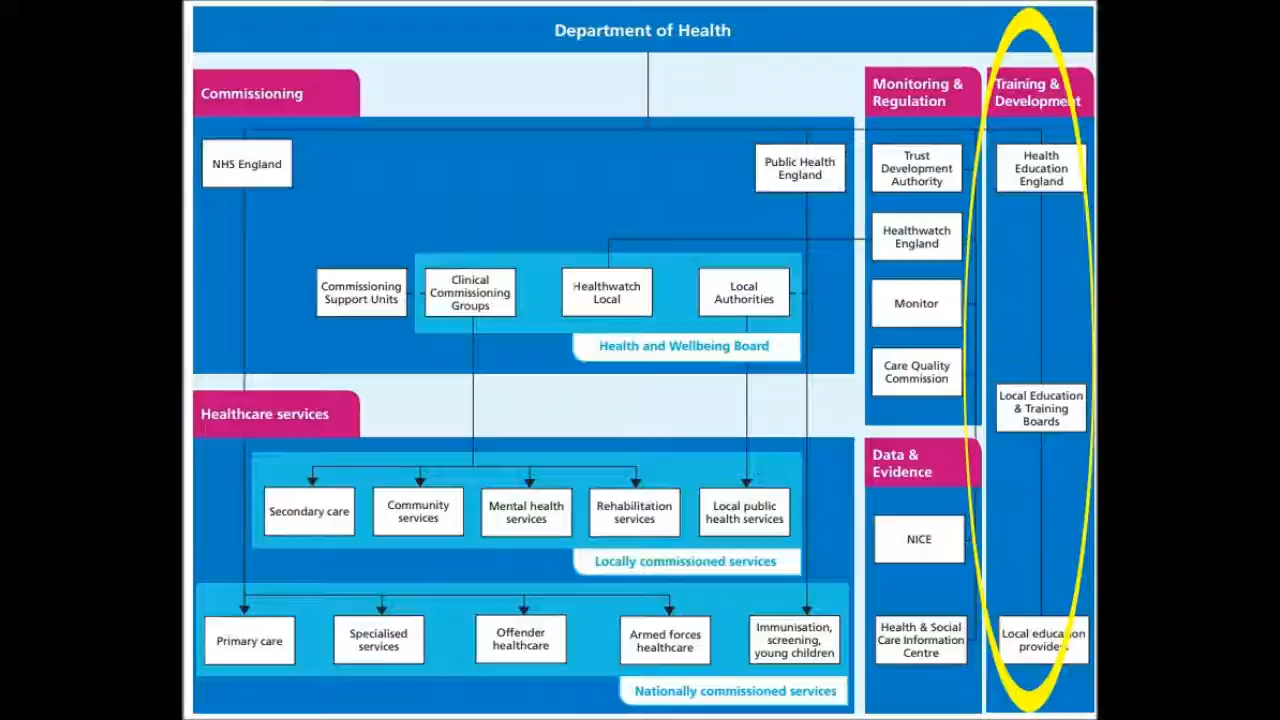 Department of Health
Commissioning
Monitoring &
Regulation
Training &
Development
NHS England
Public Health
England
Trust
Development
Authority
Health
Education
England
Healthwatch
England
Commissioning
Support Units
Clinical
Commissioning
Groups
Healthwatch
Local
Local
Authorities
Monitor
Health and Wellbeing Board
Care Quality
Commission
Local Education
& Training
Boards
Healthcare services
Data &
Evidence
Secondary care
Community
services
Mental health
services
Rehabilitation
services
Local public
health services
NICE
Locally commissioned services
Primary care
Specialised
services
Offender
healthcare
Armed forces
healthcare
Immunisation,
screening,
young children
Health & Social
Care Information
Centre
Local education
providers
Nationally commissioned services